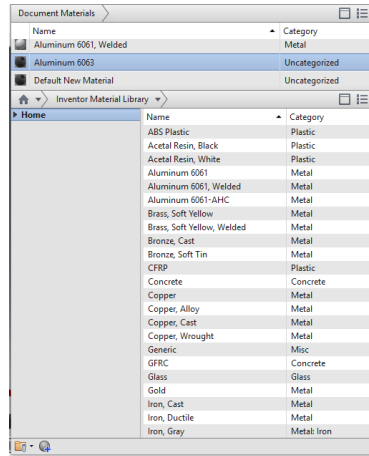 Document Materials
Name Category
Aluminum 6061, Welded Metal
Aluminum 6063 Uncategorized
Default New Material Uncategorized
Inventor Material Library
Home
Name Category
ABS Plastic Plastic
Acetal Resin, Black Plastic
Acetal Resin, White Plastic
Aluminum 6061 Metal
Aluminum 6061, Welded Metal
Aluminum 6061-AHC Metal
Brass, Soft Yellow Metal
Brass, Soft Yellow, Welded Metal
Bronze, Cast Metal
Bronze, Soft Tin Metal
CFRP Plastic
Concrete Concrete
Copper Metal
Copper, Alloy Metal
Copper, Cast Metal
Copper, Wrought Metal
Generic Misc
GFRC Concrete
Glass Glass
Gold Metal
Iron, Cast Metal
Iron, Ductile Metal
Iron, Gray Metal: Iron